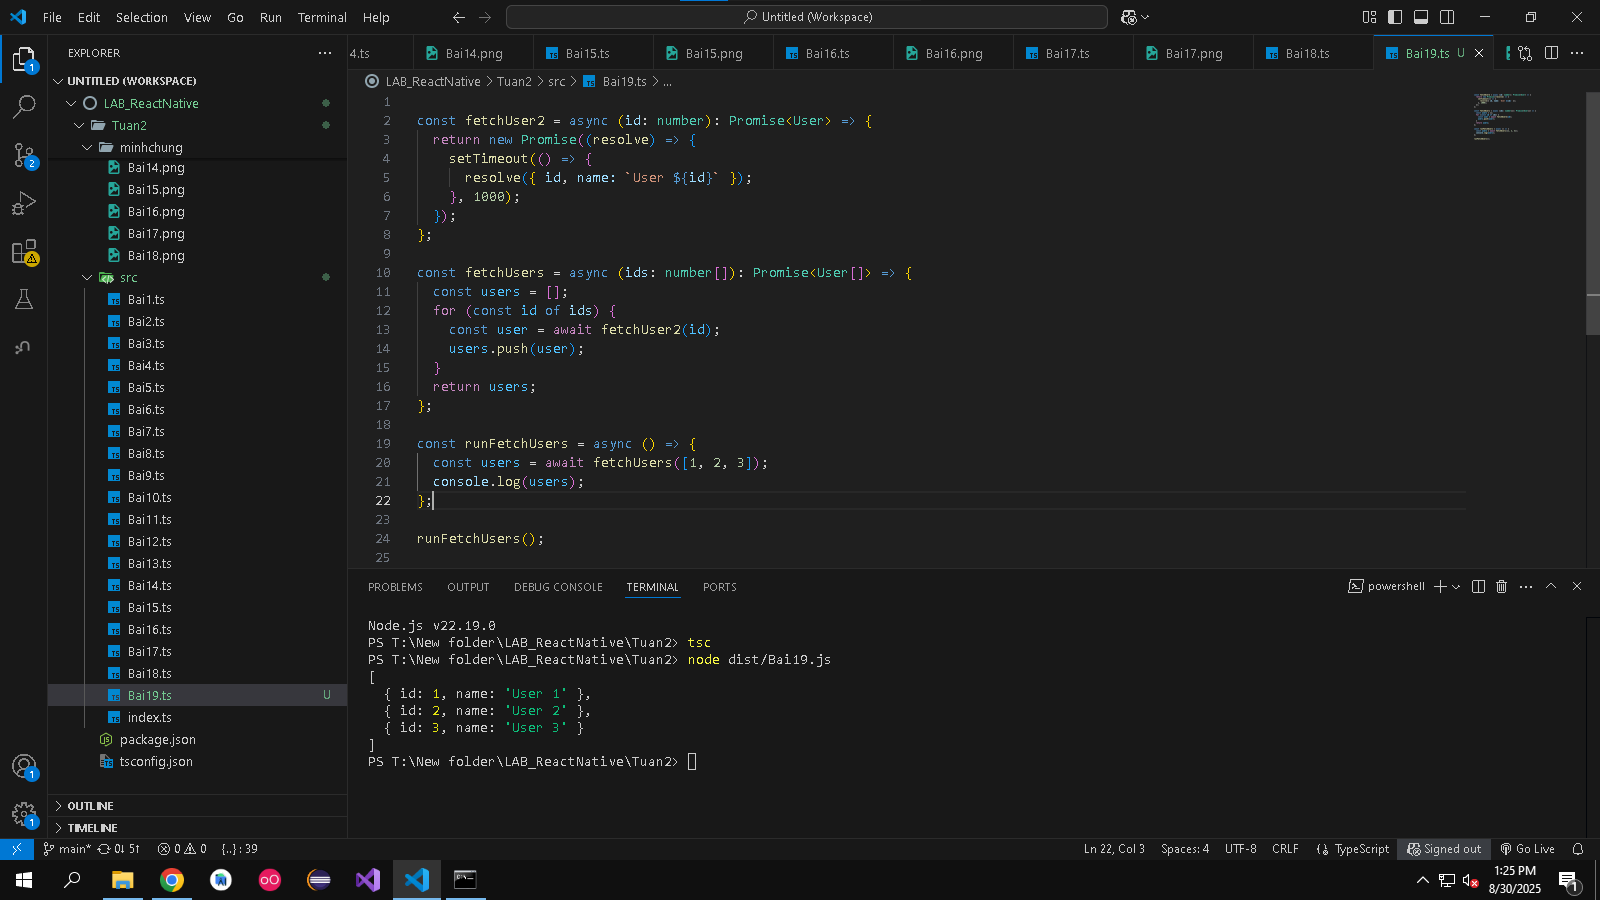 File Edit Selection View Go Run Terminal Help
Untitled (Workspace)
EXPLORER
UNTITLED (WORKSPACE)
LAB_ReactNative
Tuan2
minhchung
Bai14.png
Bai15.png
Bai16.png
Bai17.png
Bai18.png
src
Bai1.ts
Bai2.ts
Bai3.ts
Bai4.ts
Bai5.ts
Bai6.ts
Bai7.ts
Bai8.ts
Bai9.ts
Bai10.ts
Bai11.ts
Bai12.ts
Bai13.ts
Bai14.ts
Bai15.ts
Bai16.ts
Bai17.ts
Bai18.ts
Bai19.ts U
index.ts
package.json
tsconfig.json
OUTLINE
TIMELINE
4.ts Bai14.png Bai15.ts Bai15.png Bai16.ts Bai16.png Bai17.ts Bai17.png Bai18.ts Bai19.ts U
LAB_ReactNative > Tuan2 > src > Bai19.ts > ...
1
2 const fetchUser2 = async (id: number): Promise<User> => {
3 return new Promise((resolve) => {
4 setTimeout(() => {
5 resolve({ id, name: `User ${id}` });
6 }, 1000);
7 });
8 };
9
10 const fetchUsers = async (ids: number[]): Promise<User[]> => {
11 const users = [];
12 for (const id of ids) {
13 const user = await fetchUser2(id);
14 users.push(user);
15 }
16 return users;
17 };
18
19 const runFetchUsers = async () => {
20 const users = await fetchUsers([1, 2, 3]);
21 console.log(users);
22 };
23
24 runFetchUsers();
25
PROBLEMS OUTPUT DEBUG CONSOLE TERMINAL PORTS
powershell
Node.js v22.19.0
PS T:\New folder\LAB_ReactNative\Tuan2> tsc
PS T:\New folder\LAB_ReactNative\Tuan2> node dist/Bai19.js
[
{ id: 1, name: 'User 1' },
{ id: 2, name: 'User 2' },
{ id: 3, name: 'User 3' }
]
PS T:\New folder\LAB_ReactNative\Tuan2>
main* 0↓ 5↑ 0 0 {..} : 39
Ln 22, Col 3 Spaces: 4 UTF-8 CRLF TypeScript Signed out Go Live
1:25 PM
8/30/2025